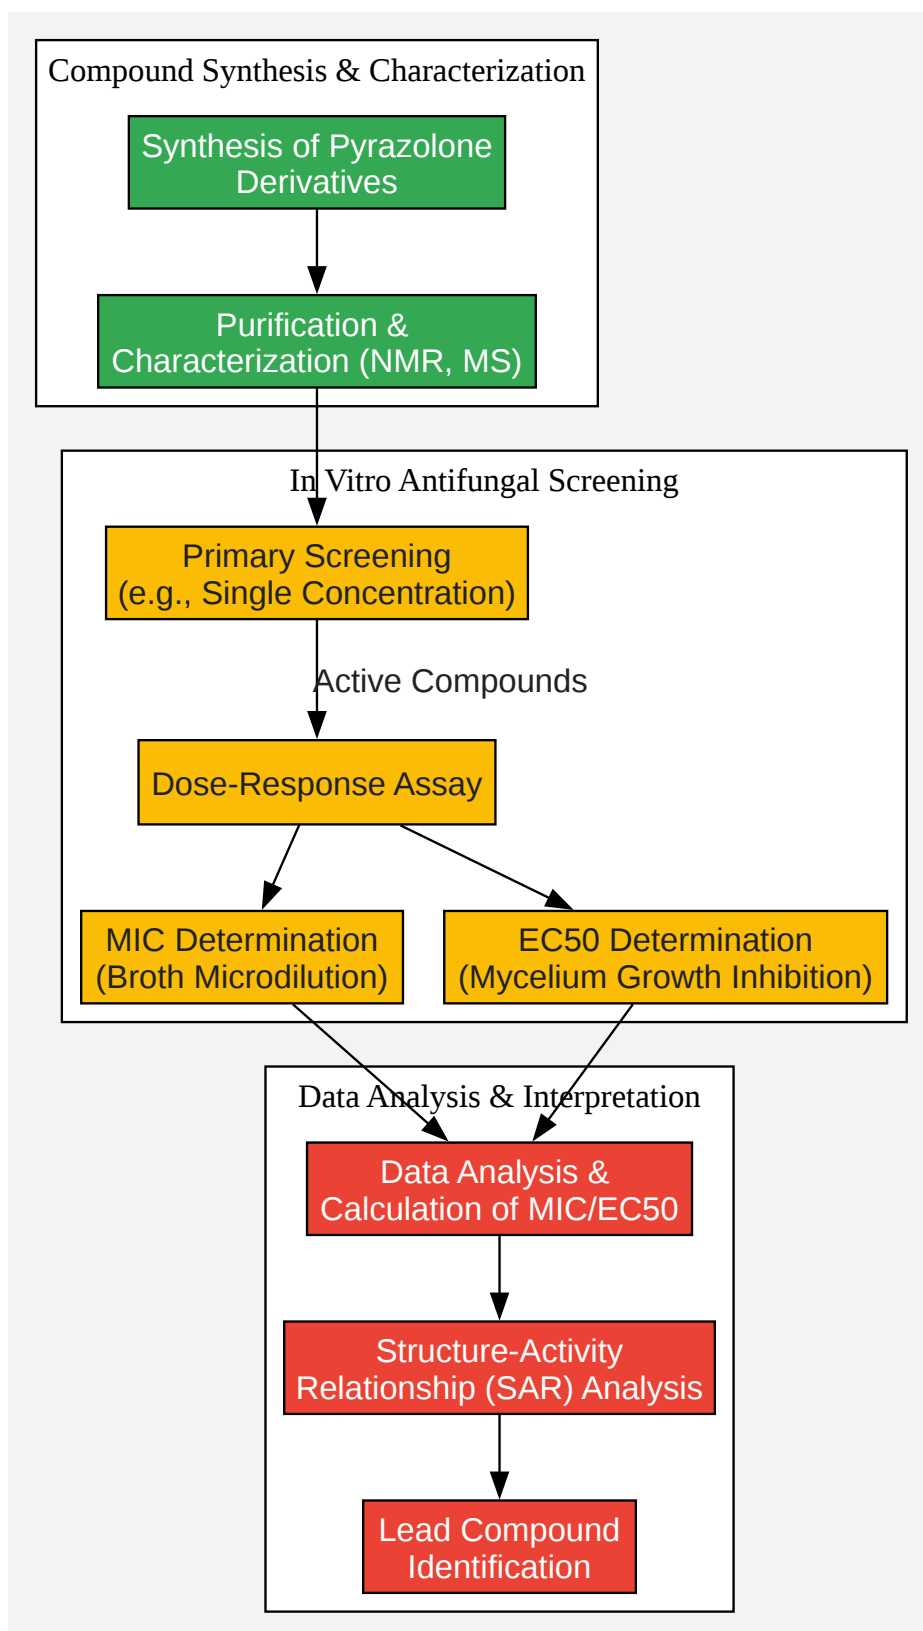 Compound Synthesis & Characterization
Synthesis of Pyrazolone
Derivatives
Purification &
Characterization (NMR, MS)
In Vitro Antifungal Screening
Primary Screening
(e.g., Single Concentration)
Active Compounds
Dose-Response Assay
MIC Determination
(Broth Microdilution)
EC50 Determination
(Mycelium Growth Inhibition)
Data Analysis & Interpretation
Data Analysis &
Calculation of MIC/EC50
Structure-Activity
Relationship (SAR) Analysis
Lead Compound
Identification